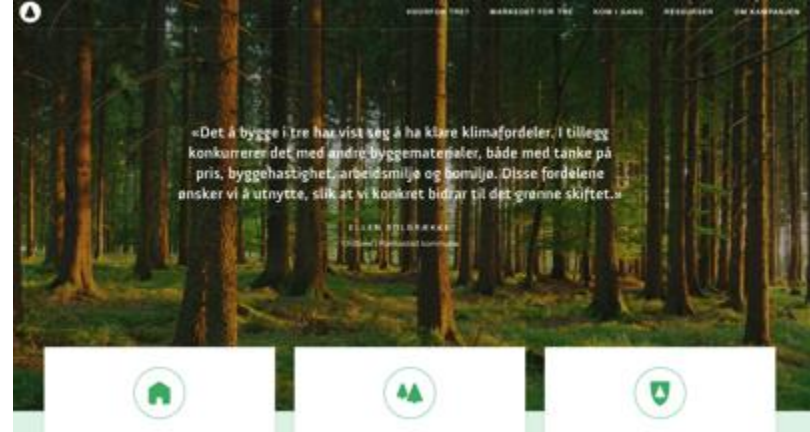 HVORFOR TRE? MARKEDET FOR TRE KOM I GANG RESSURSER OM KAMPANJEN
«Det å bygge i tre har vist seg å ha klare klimafordeler. I tillegg
konkurrerer det med andre byggematerialer, både med tanke på
pris, byggehastighet, arbeidsmiljø og bomiljø. Disse fordelene
ønsker vi å utnytte, slik at vi konkret bidrar til det grønne skiftet.»
ELLEN
kommune